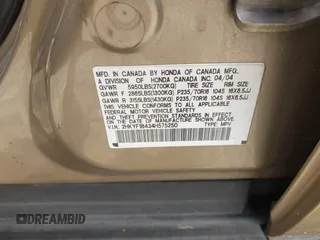 MFD. IN CANADA BY HONDA OF CANADA MFG.
A DIVISION OF HONDA CANADA INC. 04/04
GVWR 5950LBS(2700KG) TIRE SIZE RIM SIZE
GAWR F 2865LBS(1300KG) P235/70R16 104S 16X6.5JJ
GAWR R 3155LBS(1430KG) P235/70R16 104S 16X6.5JJ
THIS VEHICLE CONFORMS TO ALL APPLICABLE
FEDERAL MOTOR VEHICLE SAFETY STANDARDS IN EFFECT
ON THE DATE OF MANUFACTURE SHOWN ABOVE.
V.I.N. 2HKYF18434H575250 TYPE: MPV
DREAMBID